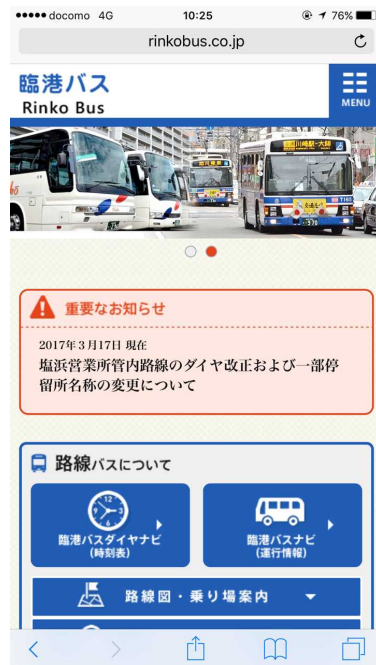 docomo 4G 10:25 76%
rinkobus.co.jp
臨港バス
Rinko Bus
MENU
川崎駅-大師
T160
重要なお知らせ
2017年3月17日 現在
塩浜営業所管内路線のダイヤ改正および一部停
留所名称の変更について
路線バスについて
臨港バスダイヤナビ
(時刻表)
臨港バスナビ
(運行情報)
路線図・乗り場案内